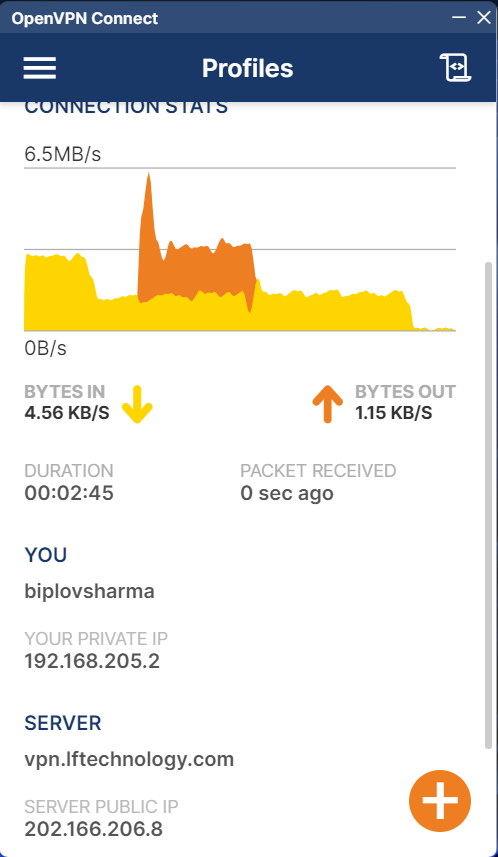 OpenVPN Connect
Profiles
CONNECTION STATS
6.5MB/s
0B/s
BYTES IN
4.56 KB/S
BYTES OUT
1.15 KB/S
DURATION
00:02:45
PACKET RECEIVED
0 sec ago
YOU
biplovsharma
YOUR PRIVATE IP
192.168.205.2
SERVER
vpn.lftechnology.com
SERVER PUBLIC IP
202.166.206.8